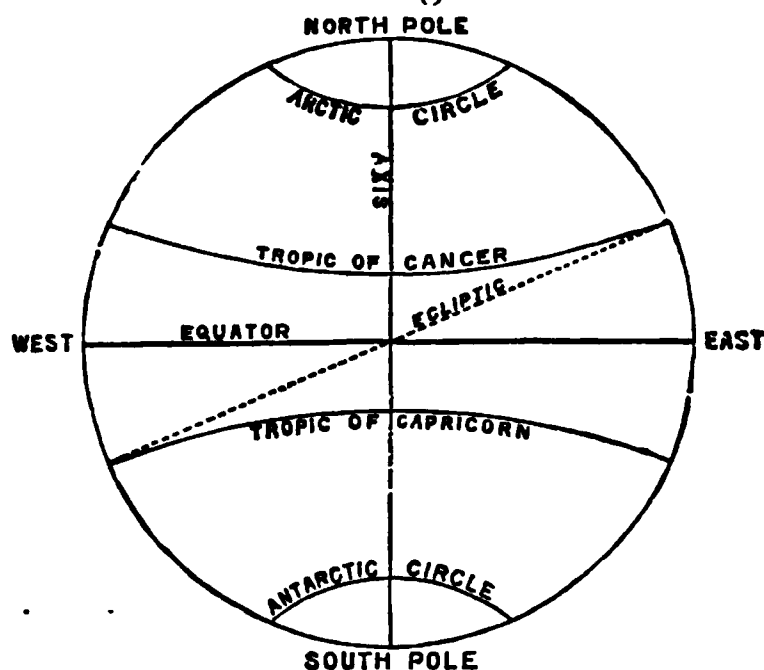 NORTH POLE
ARCTIC CIRCLE
AXIS
TROPIC OF CANCER
ECLIPTIC
EQUATOR
WEST
EAST
TROPIC OF CAPRICORN
ANTARCTIC CIRCLE
SOUTH POLE